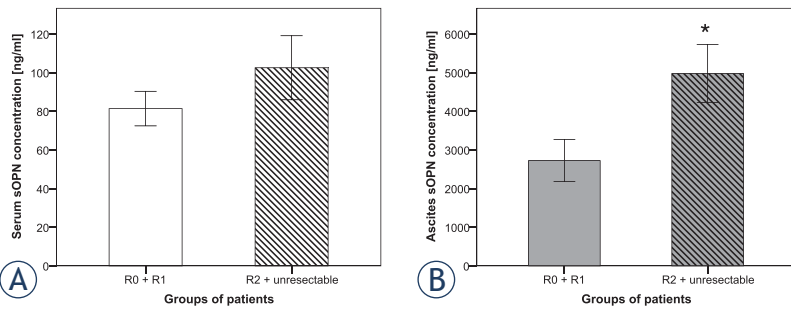 Serum sOPN concentration [ng/ml]
120
100
80
60
40
20
0
R0 + R1
R2 + unresectable
Groups of patients
A
Ascites sOPN concentration [ng/ml]
6000
5000
4000
3000
2000
1000
0
*
R0 + R1
R2 + unresectable
Groups of patients
B